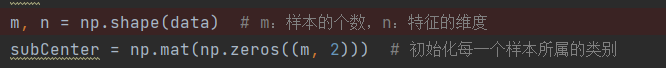 m, n = np.shape(data)  # m：样本的个数，n：特征的维度
subCenter = np.mat(np.zeros((m, 2)))  # 初始化每一个样本所属的类别